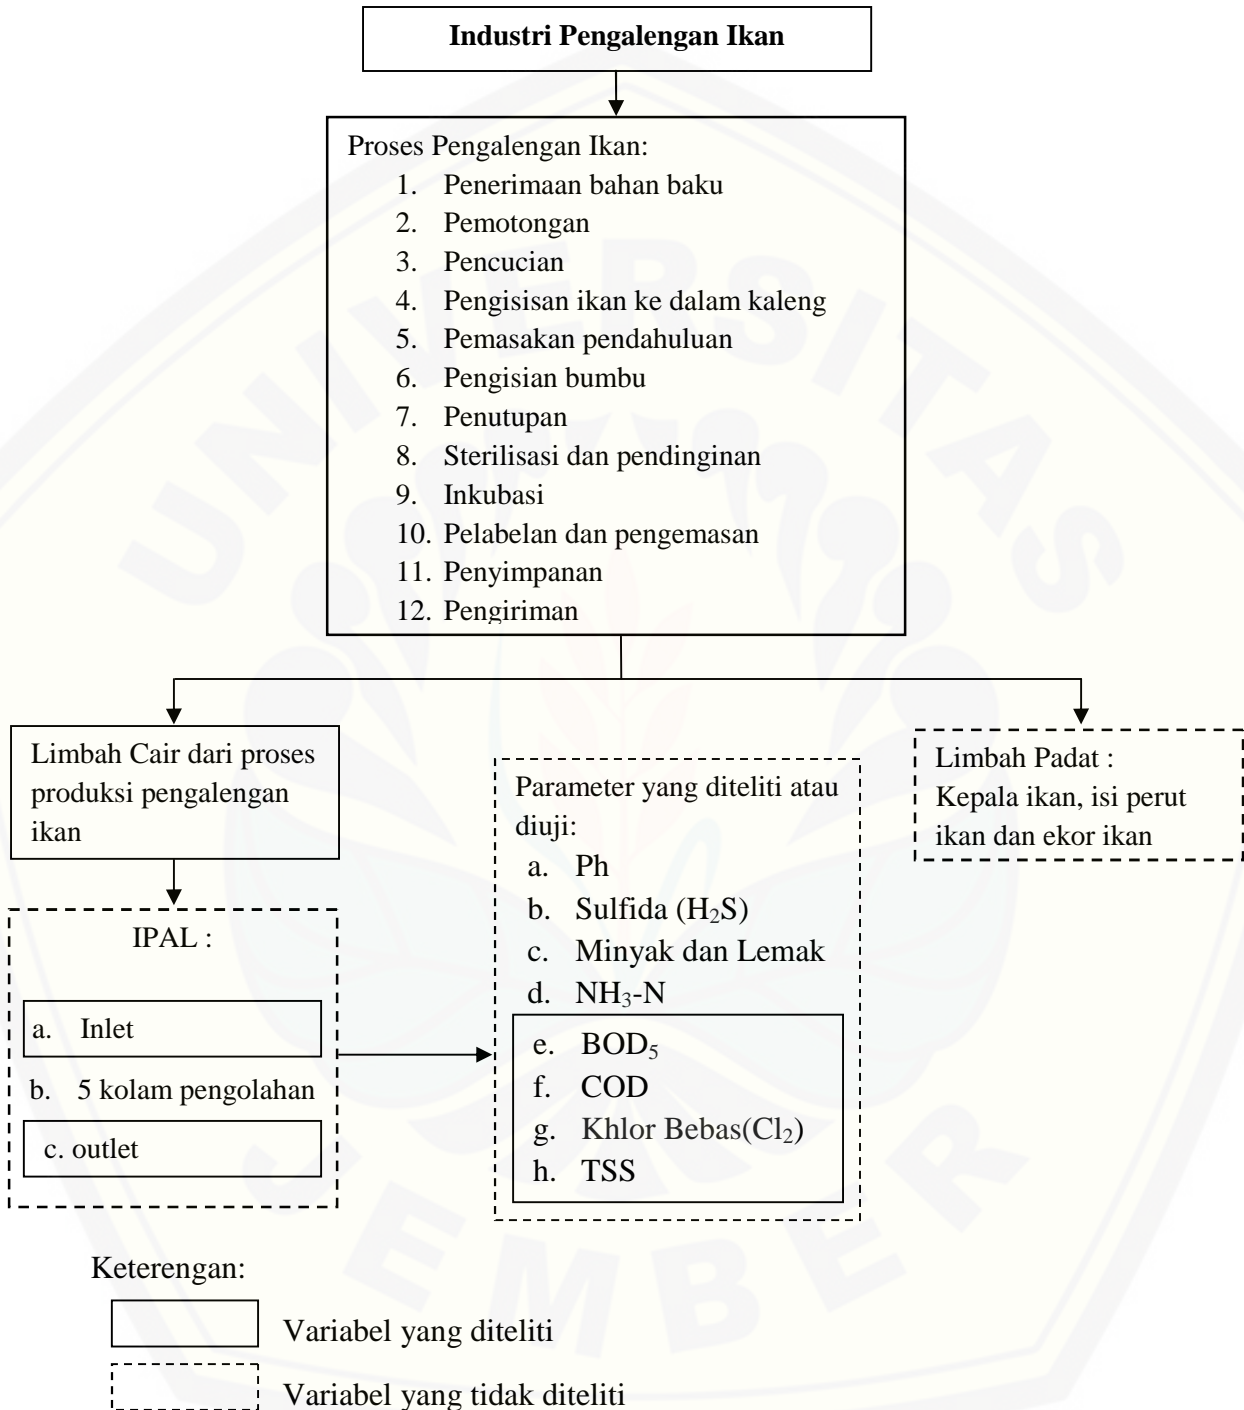 Industri Pengalengan Ikan
Proses Pengalengan Ikan:
1. Penerimaan bahan baku
2. Pemotongan
3. Pencucian
4. Pengisisan ikan ke dalam kaleng
5. Pemasakan pendahuluan
6. Pengisian bumbu
7. Penutupan
8. Sterilisasi dan pendinginan
9. Inkubasi
10. Pelabelan dan pengemasan
11. Penyimpanan
12. Pengiriman
Limbah Cair dari proses
produksi pengalengan
ikan
IPAL :
a. Inlet
b. 5 kolam pengolahan
c. outlet
Parameter yang diteliti atau
diuji:
a. Ph
b. Sulfida (H₂S)
c. Minyak dan Lemak
d. NH₃-N
e. BOD₅
f. COD
g. Khlor Bebas(Cl₂)
h. TSS
Limbah Padat :
Kepala ikan, isi perut
ikan dan ekor ikan
Keterengan:
Variabel yang diteliti
Variabel yang tidak diteliti
UNIVERSITAS
JEMBER